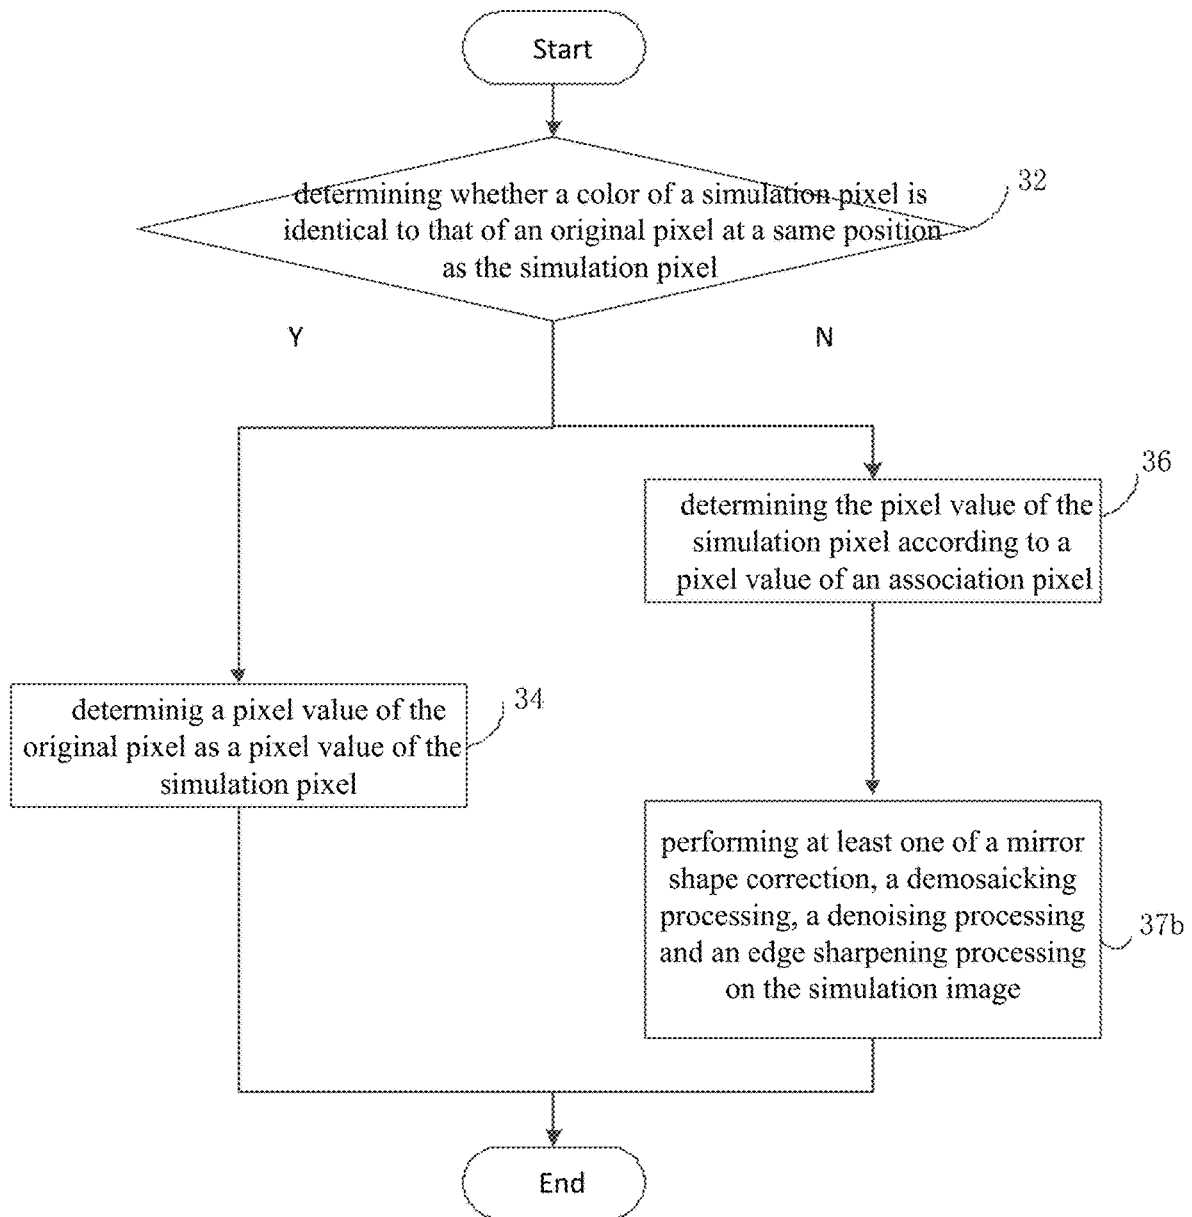 Start
determining whether a color of a simulation pixel is
identical to that of an original pixel at a same position
as the simulation pixel
32
Y
N
36
determining the pixel value of the
simulation pixel according to a
pixel value of an association pixel
34
determinig a pixel value of the
original pixel as a pixel value of the
simulation pixel
performing at least one of a mirror
shape correction, a demosaicking
processing, a denoising processing
and an edge sharpening processing
on the simulation image
37b
End